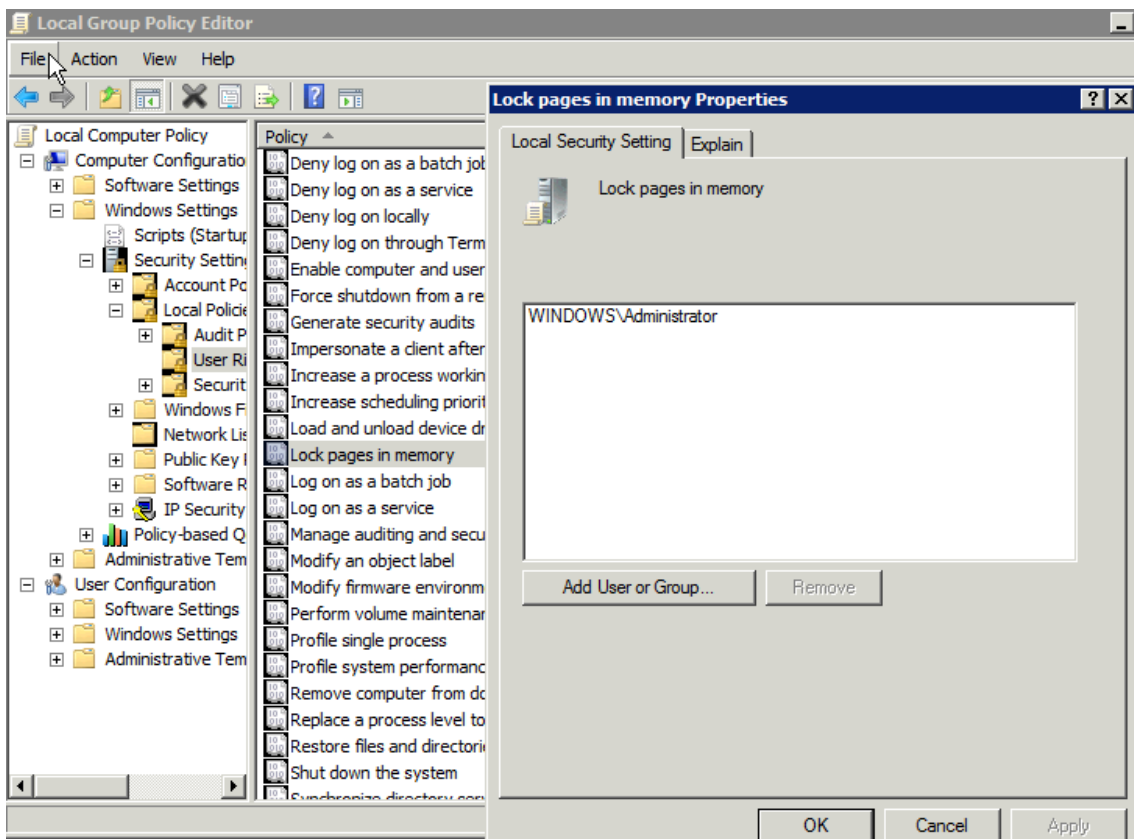 Local Group Policy Editor
File Action View Help
Local Computer Policy
Computer Configuratio
Software Settings
Windows Settings
Scripts (Startup
Security Setting
Account Po
Local Policie
Audit P
User Ri
Securit
Windows Fi
Network Lis
Public Key
Software R
IP Security
Policy-based Q
Administrative Tem
User Configuration
Software Settings
Windows Settings
Administrative Tem
Policy
Deny log on as a batch job
Deny log on as a service
Deny log on locally
Deny log on through Term
Enable computer and user
Force shutdown from a re
Generate security audits
Impersonate a client after
Increase a process workin
Increase scheduling priorit
Load and unload device dr
Lock pages in memory
Log on as a batch job
Log on as a service
Manage auditing and secu
Modify an object label
Modify firmware environm
Perform volume maintenan
Profile single process
Profile system performanc
Remove computer from do
Replace a process level to
Restore files and directorie
Shut down the system
Synchronize directory serv
Lock pages in memory Properties
Local Security Setting Explain
Lock pages in memory
WINDOWS\Administrator
Add User or Group... Remove
OK Cancel Apply